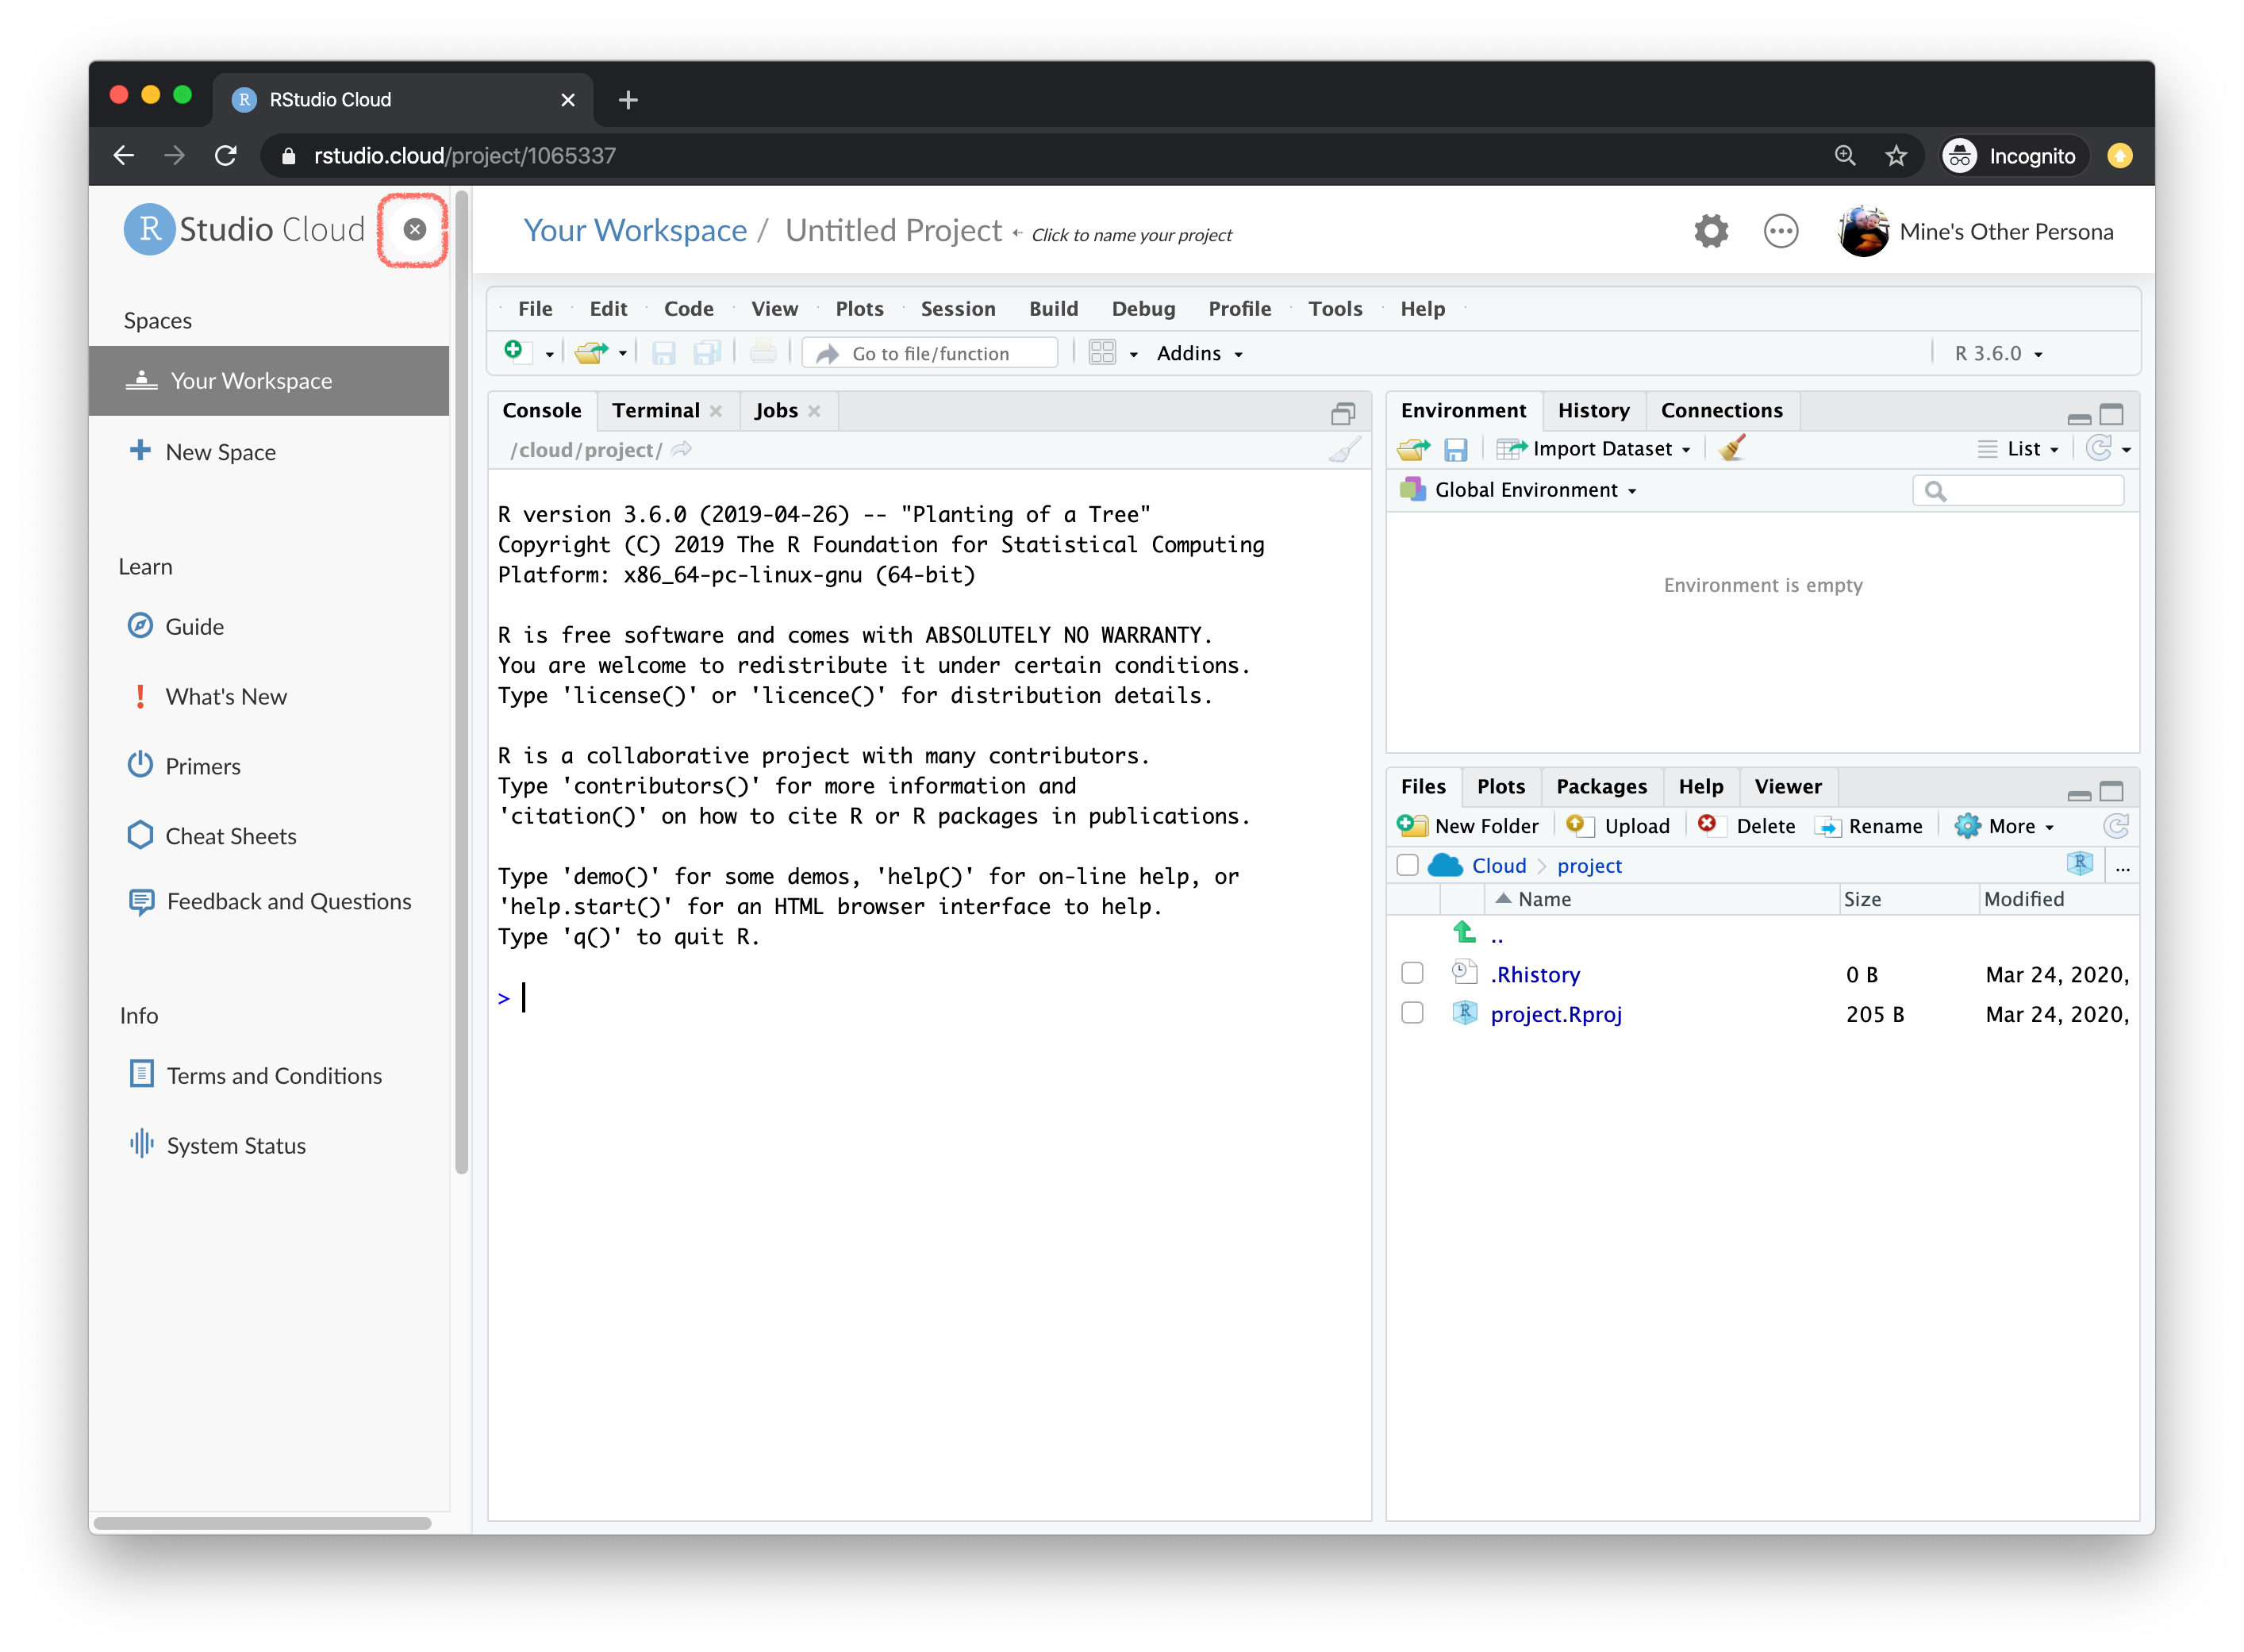 RStudio Cloud
rstudio.cloud/project/1065337
Incognito
R Studio Cloud
Your Workspace / Untitled Project Click to name your project
Mine's Other Persona
Spaces
Your Workspace
New Space
Learn
Guide
What's New
Primers
Cheat Sheets
Feedback and Questions
Info
Terms and Conditions
System Status
File Edit Code View Plots Session Build Debug Profile Tools Help
Go to file/function Addins R 3.6.0
Console Terminal Jobs
/cloud/project/
R version 3.6.0 (2019-04-26) -- "Planting of a Tree"
Copyright (C) 2019 The R Foundation for Statistical Computing
Platform: x86_64-pc-linux-gnu (64-bit)
R is free software and comes with ABSOLUTELY NO WARRANTY.
You are welcome to redistribute it under certain conditions.
Type 'license()' or 'licence()' for distribution details.
R is a collaborative project with many contributors.
Type 'contributors()' for more information and
'citation()' on how to cite R or R packages in publications.
Type 'demo()' for some demos, 'help()' for on-line help, or
'help.start()' for an HTML browser interface to help.
Type 'q()' to quit R.
>
Environment History Connections
Import Dataset List
Global Environment
Environment is empty
Files Plots Packages Help Viewer
New Folder Upload Delete Rename More
Cloud project ...
Name Size Modified
..
.Rhistory 0 B Mar 24, 2020,
project.Rproj 205 B Mar 24, 2020,